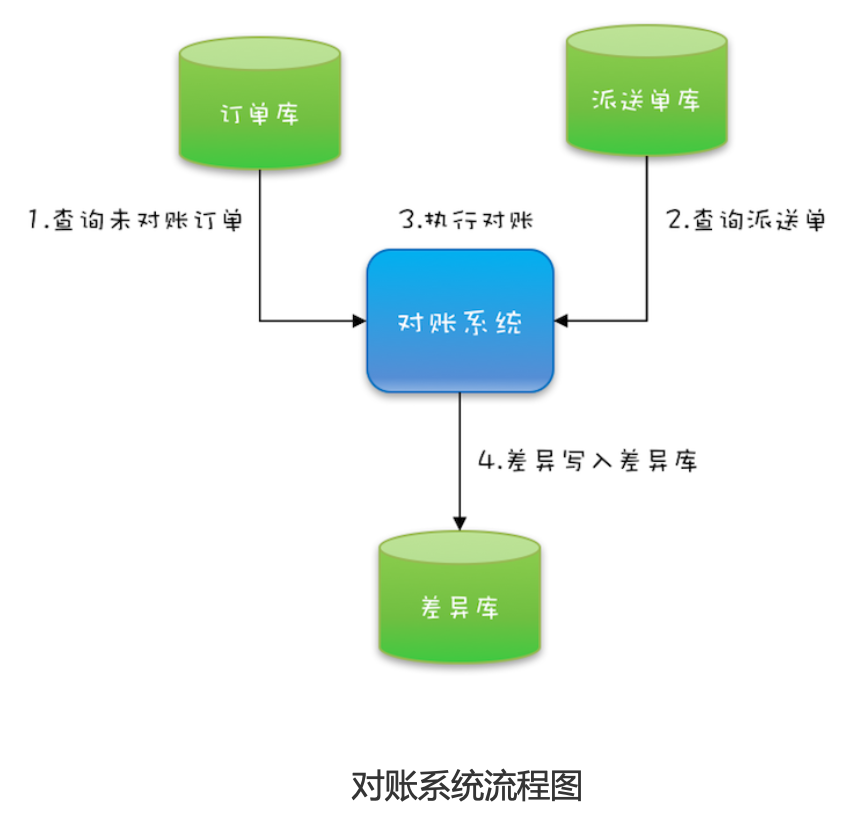 订单库
派送单库
1.查询未对账订单
3.执行对账
2.查询派送单
对账系统
4.差异写入差异库
差异库
对账系统流程图